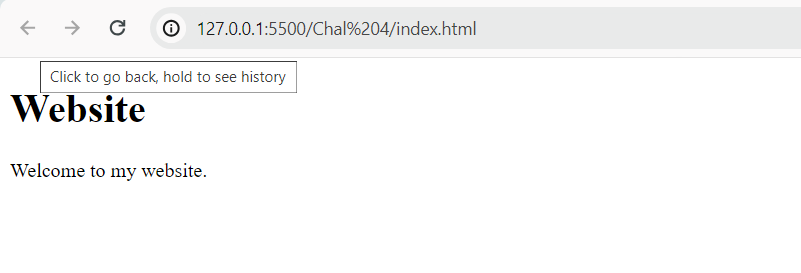 127.0.0.1:5500/Chal%204/index.html
Click to go back, hold to see history
Website
Welcome to my website.